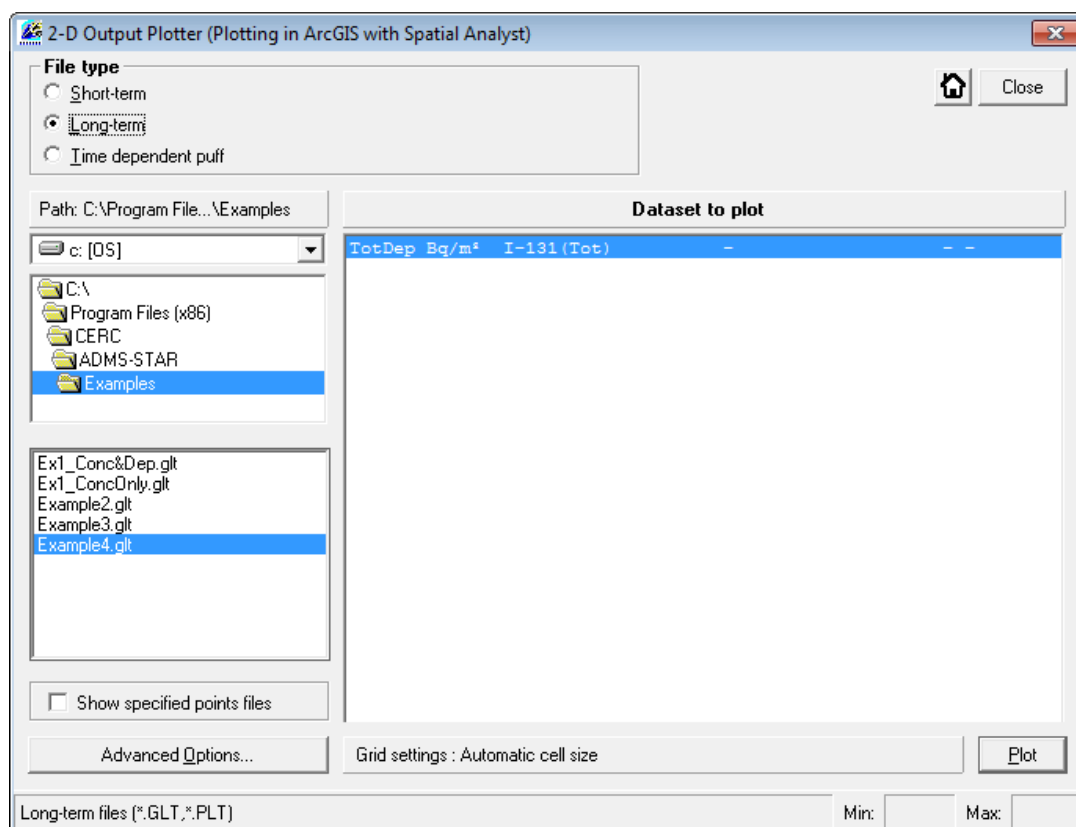 2-D Output Plotter (Plotting in ArcGIS with Spatial Analyst)
File type
Short-term
Long-term
Time dependent puff
Close
Path: C:\Program File...\Examples
c: [OS]
C:\
Program Files (x86)
CERC
ADMS-STAR
Examples
Ex1_Conc&Dep.glt
Ex1_ConcOnly.glt
Example2.glt
Example3.glt
Example4.glt
Show specified points files
Advanced Options...
Dataset to plot
TotDep Bq/m² I-131(Tot) - - -
Grid settings : Automatic cell size
Plot
Long-term files (*.GLT,*.PLT)
Min:
Max: